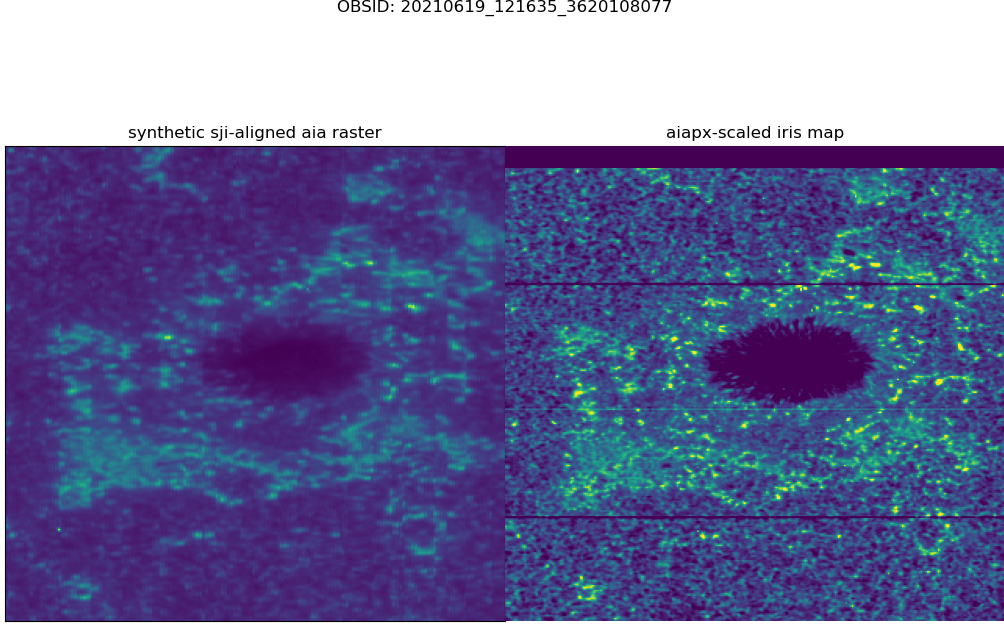 OBSID: 20210619_121635_3620108077
synthetic sji-aligned aia raster
aiapx-scaled iris map